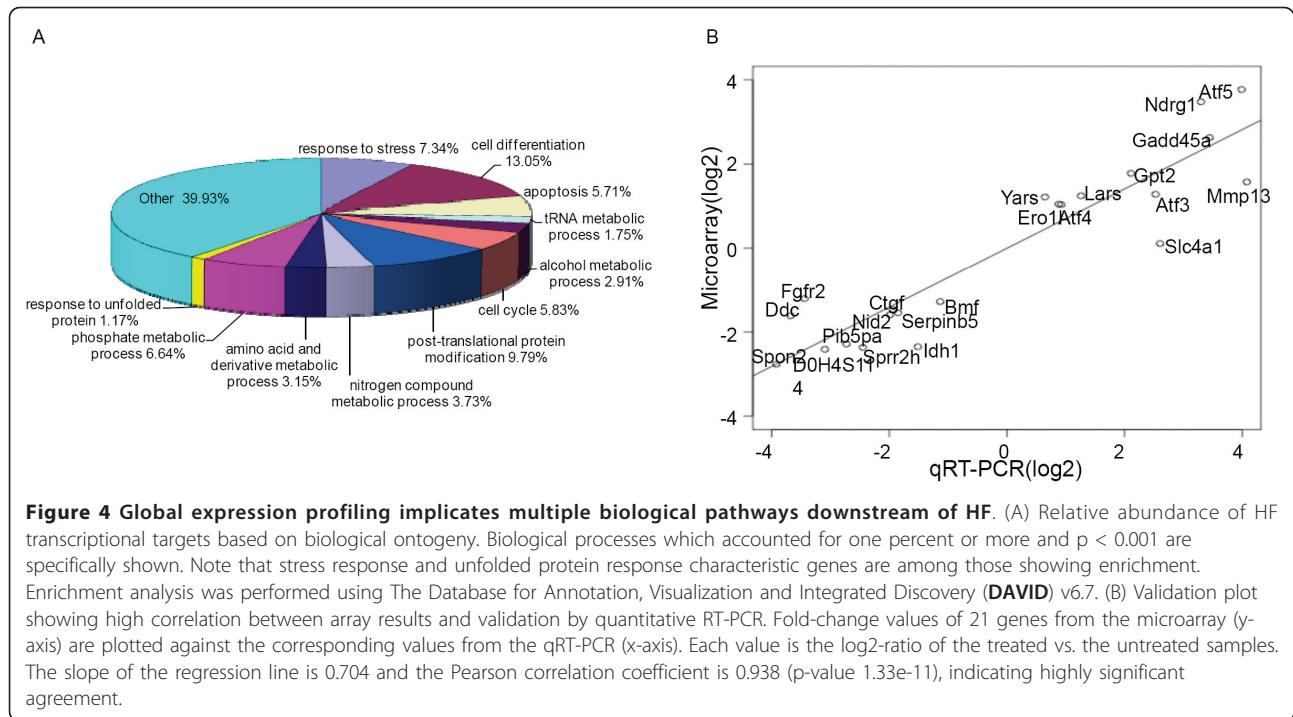 A
response to stress 7.34%
cell differentiation
13.05%
apoptosis 5.71%
tRNA metabolic
process 1.75%
alcohol metabolic
process 2.91%
cell cycle 5.83%
post-translational protein
modification 9.79%
nitrogen compound
metabolic process 3.73%
amino acid and
derivative metabolic
process 3.15%
phosphate metabolic
process 6.64%
response to unfolded
protein 1.17%
Other 39.93%
B
Microarray(log2)
4
2
0
-2
-4
Atf5
Ndrg1
Gadd45a
Gpt2
Mmp13
Yars
Lars
Atf3
Ero1l
Atf4
Slc4a1
Fgfr2
Ddc
Ctgf
Bmf
Nid2
Serpinb5
Pib5pa
Idh1
Spon2
D0H4S11
4
Sprr2h
-4
-2
0
2
4
qRT-PCR(log2)
Figure 4 Global expression profiling implicates multiple biological pathways downstream of HF. (A) Relative abundance of HF
transcriptional targets based on biological ontogeny. Biological processes which accounted for one percent or more and p < 0.001 are
specifically shown. Note that stress response and unfolded protein response characteristic genes are among those showing enrichment.
Enrichment analysis was performed using The Database for Annotation, Visualization and Integrated Discovery (DAVID) v6.7. (B) Validation plot
showing high correlation between array results and validation by quantitative RT-PCR. Fold-change values of 21 genes from the microarray (y-
axis) are plotted against the corresponding values from the qRT-PCR (x-axis). Each value is the log2-ratio of the treated vs. the untreated samples.
The slope of the regression line is 0.704 and the Pearson correlation coefficient is 0.938 (p-value 1.33e-11), indicating highly significant
agreement.